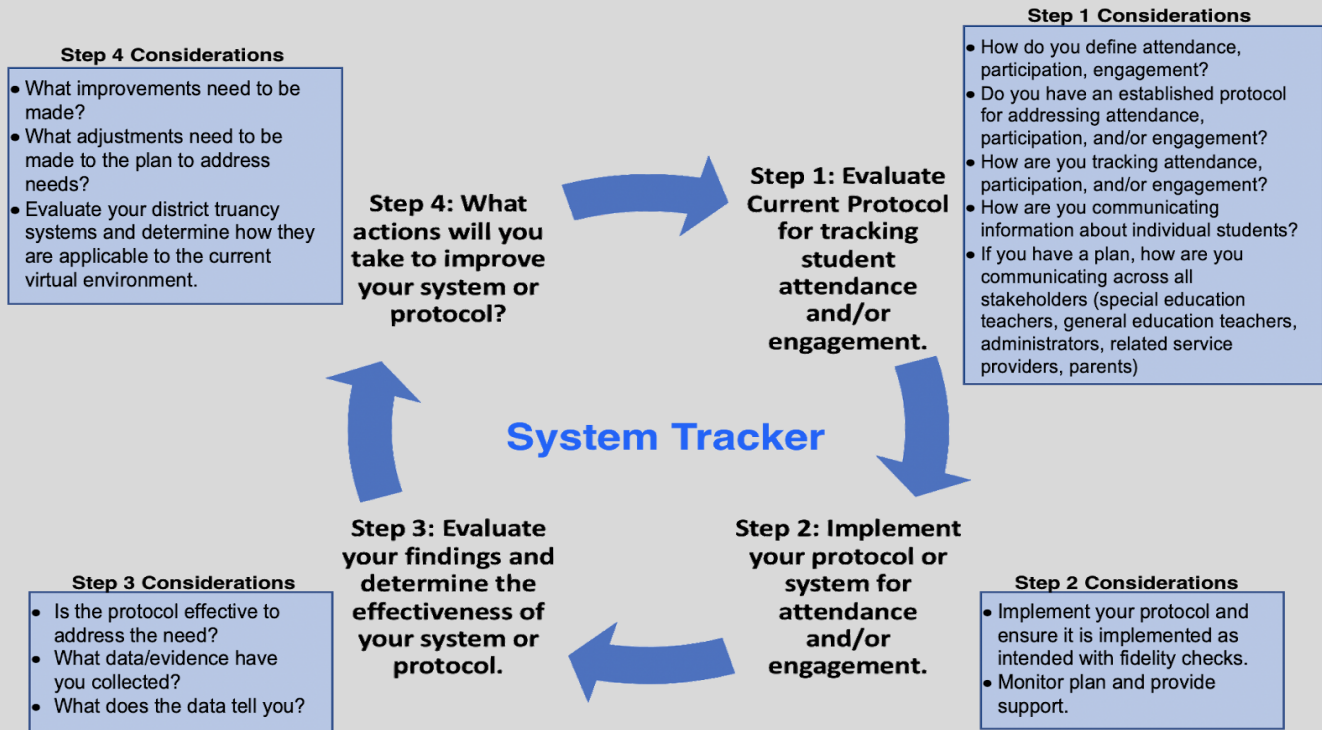 Step 1 Considerations
• How do you define attendance,
participation, engagement?
• Do you have an established protocol
for addressing attendance,
participation, and/or engagement?
• How are you tracking attendance,
participation, and/or engagement?
• How are you communicating
information about individual students?
• If you have a plan, how are you
communicating across all
stakeholders (special education
teachers, general education teachers,
administrators, related service
providers, parents)
Step 4 Considerations
• What improvements need to be
made?
• What adjustments need to be
made to the plan to address
needs?
• Evaluate your district truancy
systems and determine how they
are applicable to the current
virtual environment.
Step 4: What
actions will you
take to improve
your system or
protocol?
Step 1: Evaluate
Current Protocol
for tracking
student
attendance
and/or
engagement.
System Tracker
Step 3: Evaluate
your findings and
determine the
effectiveness of
your system or
protocol.
Step 2: Implement
your protocol or
system for
attendance
and/or
engagement.
Step 3 Considerations
• Is the protocol effective to
address the need?
• What data/evidence have
you collected?
• What does the data tell you?
Step 2 Considerations
• Implement your protocol and
ensure it is implemented as
intended with fidelity checks.
• Monitor plan and provide
support.